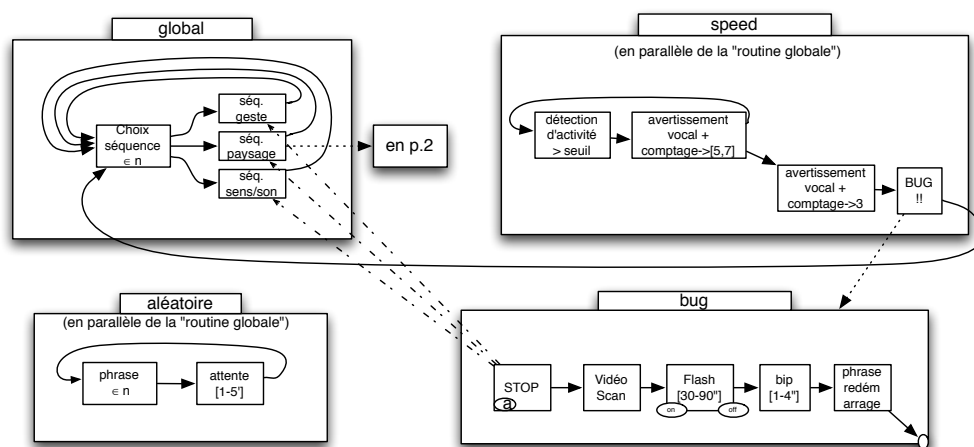 global
Choix
séquence
∈ n
séq.
geste
séq.
paysage
séq.
sens/son
en p.2
speed
(en parallèle de la "routine globale")
détection
d'activité
> seuil
avertissement
vocal +
comptage->[5,7]
avertissement
vocal +
comptage->3
BUG
!!
aléatoire
(en parallèle de la "routine globale")
phrase
∈ n
attente
[1-5']
bug
STOP
a
Vidéo
Scan
Flash
[30-90"]
on
off
bip
[1-4"]
phrase
redém
arrage